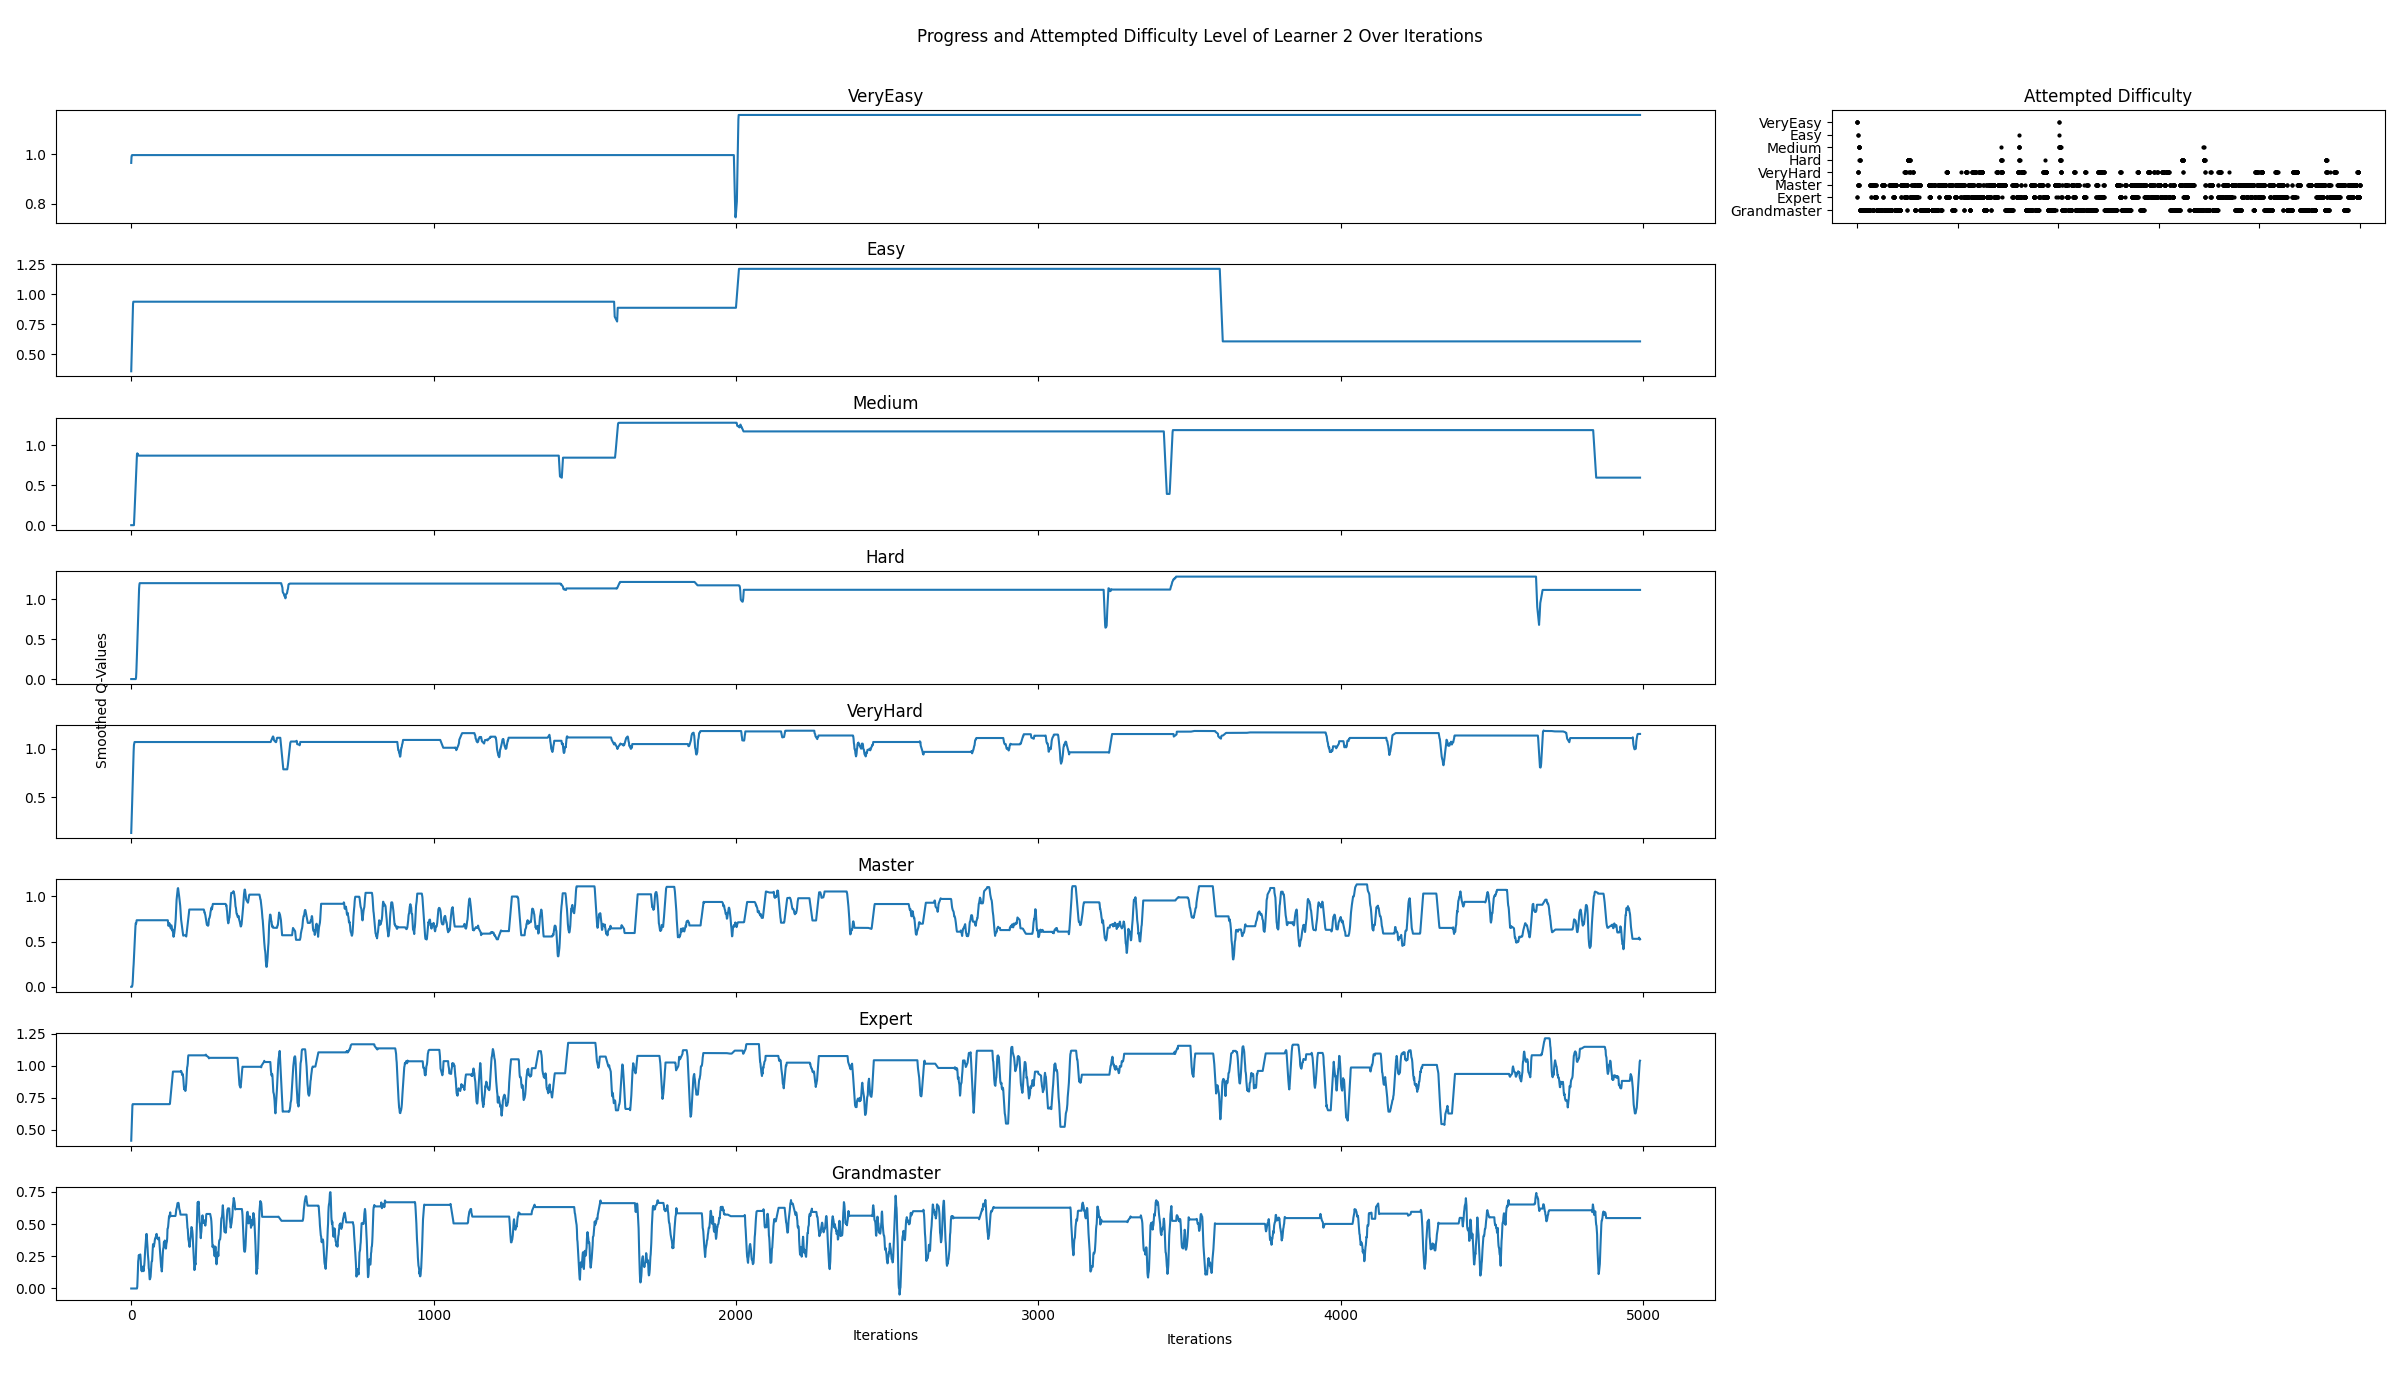 Progress and Attempted Difficulty Level of Learner 2 Over Iterations
VeryEasy
1.0
0.8
Easy
1.25
1.00
0.75
0.50
Medium
1.0
0.5
0.0
Hard
1.0
0.5
0.0
Smoothed Q-Values
VeryHard
1.0
0.5
Master
1.0
0.5
0.0
Expert
1.25
1.00
0.75
0.50
Grandmaster
0.75
0.50
0.25
0.00
0 1000 2000 3000 4000 5000
Iterations
Iterations
Attempted Difficulty
VeryEasy
Easy
Medium
Hard
VeryHard
Master
Expert
Grandmaster